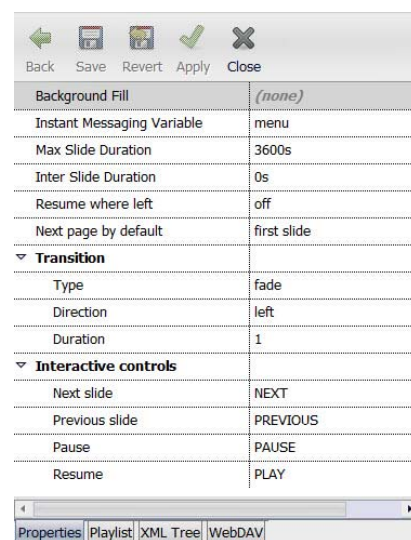 Back Save Revert Apply Close
Background Fill (none)
Instant Messaging Variable menu
Max Slide Duration 3600s
Inter Slide Duration 0s
Resume where left off
Next page by default first slide
Transition
Type fade
Direction left
Duration 1
Interactive controls
Next slide NEXT
Previous slide PREVIOUS
Pause PAUSE
Resume PLAY
Properties Playlist XML Tree WebDAV